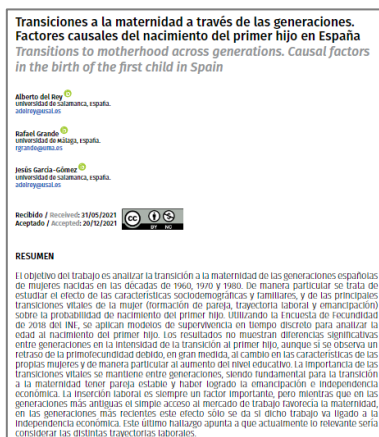 Transiciones a la maternidad a través de las generaciones.
Factores causales del nacimiento del primer hijo en España
Transitions to motherhood across generations. Causal factors
in the birth of the first child in Spain
Alberto del Rey
Universidad de Salamanca, España.
adelrey@usal.es
Rafael Grande
Universidad de Málaga, España.
rgrande@uma.es
Jesús García-Gómez
Universidad de Salamanca, España.
adelrey@usal.es
Recibido / Received: 31/05/2021
Aceptado / Accepted: 20/12/2021
CC BY NC
RESUMEN
El objetivo del trabajo es analizar la transición a la maternidad de las generaciones españolas
de mujeres nacidas en las décadas de 1960, 1970 y 1980. De manera particular se trata de
estudiar el efecto de las características sociodemográficas y familiares, y de las principales
transiciones vitales de la mujer (formación de pareja, trayectoria laboral y emancipación)
sobre la probabilidad de nacimiento del primer hijo. Utilizando la Encuesta de Fecundidad
de 2018 del INE, se aplican modelos de supervivencia en tiempo discreto para analizar la
edad al nacimiento del primer hijo. Los resultados no muestran diferencias significativas
entre generaciones en la intensidad de la transición al primer hijo, aunque sí se observa un
retraso de la primofecundidad debido, en gran medida, al cambio en las características de las
propias mujeres y de manera particular al aumento del nivel educativo. La importancia de las
transiciones vitales se mantiene entre generaciones, siendo fundamental para la transición
a la maternidad tener pareja estable y haber logrado la emancipación e independencia
económica. La inserción laboral es siempre un factor importante, pero mientras que en las
generaciones más antiguas el simple acceso al mercado de trabajo favorecía la maternidad,
en las generaciones más recientes este efecto sólo se da si dicho trabajo va ligado a la
independencia económica. Este último hallazgo apunta a que actualmente lo relevante sería
considerar las distintas trayectorias laborales.